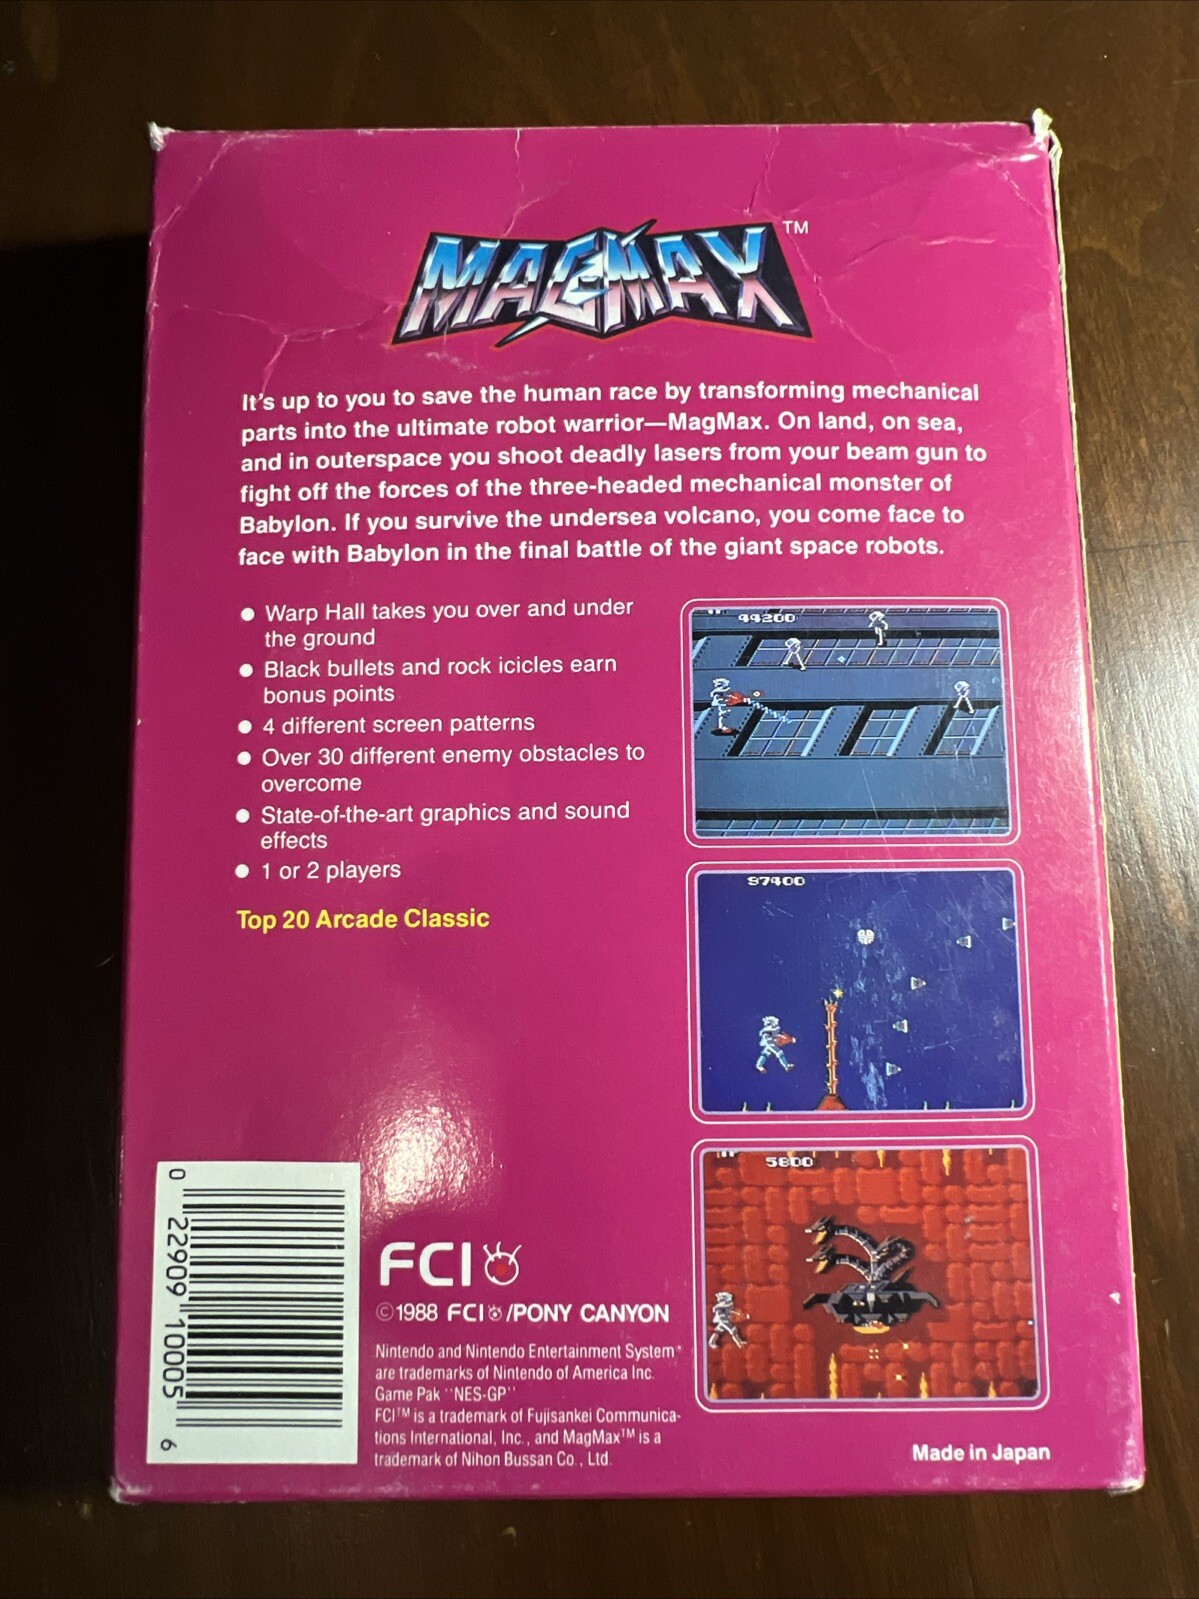 MAGMAX™
It's up to you to save the human race by transforming mechanical
parts into the ultimate robot warrior—MagMax. On land, on sea,
and in outerspace you shoot deadly lasers from your beam gun to
fight off the forces of the three-headed mechanical monster of
Babylon. If you survive the undersea volcano, you come face to
face with Babylon in the final battle of the giant space robots.
● Warp Hall takes you over and under
the ground
● Black bullets and rock icicles earn
bonus points
● 4 different screen patterns
● Over 30 different enemy obstacles to
overcome
● State-of-the-art graphics and sound
effects
● 1 or 2 players
Top 20 Arcade Classic
44200
97400
5800
0 22909 10005 6
FCI
©1988 FCI/PONY CANYON
Nintendo and Nintendo Entertainment System®
are trademarks of Nintendo of America Inc.
Game Pak "NES-GP"
FCI™ is a trademark of Fujisankei Communica-
tions International, Inc., and MagMax™ is a
trademark of Nihon Bussan Co., Ltd.
Made in Japan